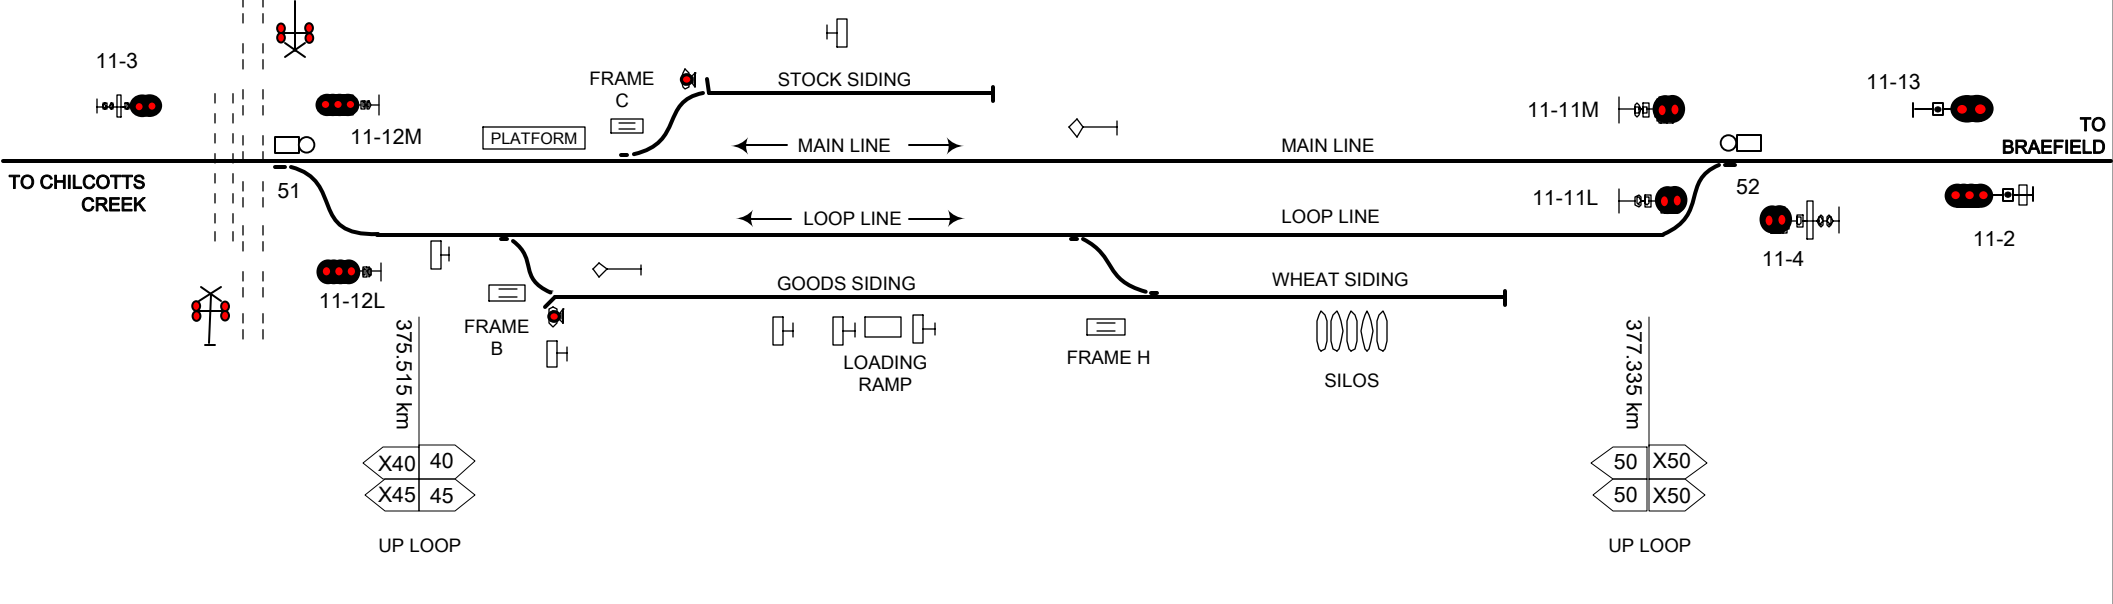 11-3
11-12M
FRAME
C
STOCK SIDING
PLATFORM
MAIN LINE
MAIN LINE
11-11M
11-13
TO
BRAEFIELD
TO CHILCOTTS
CREEK
51
52
LOOP LINE
LOOP LINE
11-11L
11-4
11-2
11-12L
GOODS SIDING
WHEAT SIDING
FRAME
B
LOADING
RAMP
FRAME H
SILOS
375.515 km
377.335 km
X40 40
X45 45
UP LOOP
50 X50
50 X50
UP LOOP